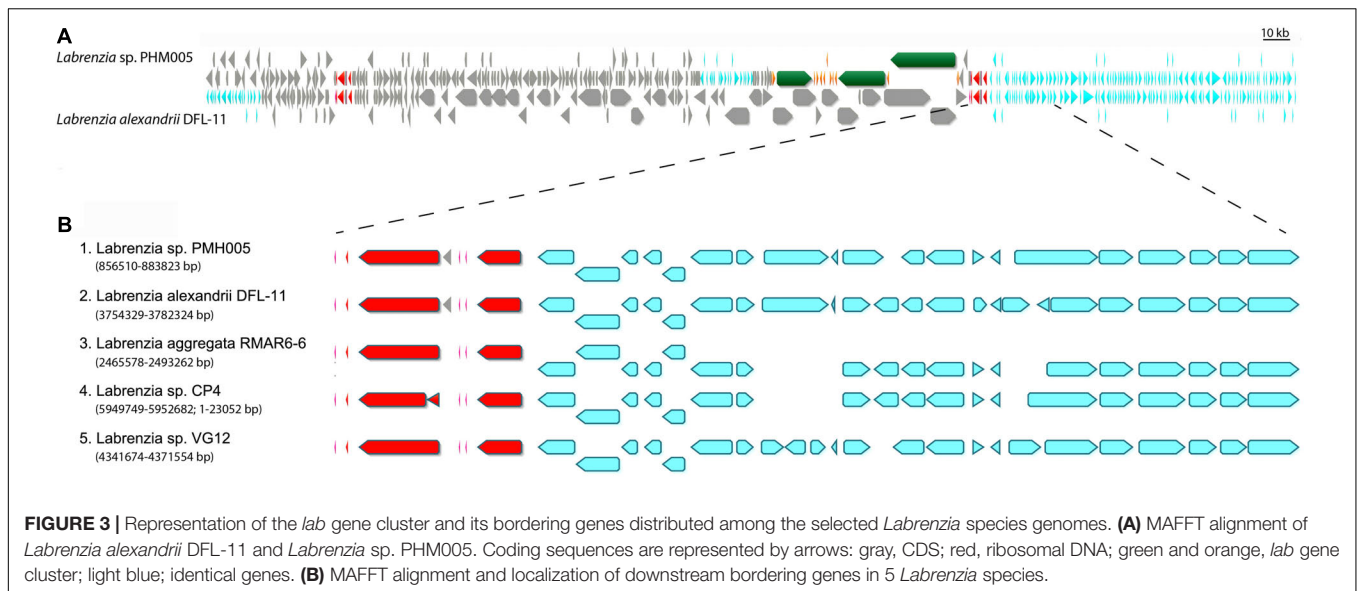 A
10 kb
Labrenzia sp. PHM005
Labrenzia alexandrii DFL-11
B
1. Labrenzia sp. PMH005
(856510-883823 bp)
2. Labrenzia alexandrii DFL-11
(3754329-3782324 bp)
3. Labrenzia aggregata RMAR6-6
(2465578-2493262 bp)
4. Labrenzia sp. CP4
(5949749-5952682; 1-23052 bp)
5. Labrenzia sp. VG12
(4341674-4371554 bp)
FIGURE 3 | Representation of the lab gene cluster and its bordering genes distributed among the selected Labrenzia species genomes. (A) MAFFT alignment of
Labrenzia alexandrii DFL-11 and Labrenzia sp. PHM005. Coding sequences are represented by arrows: gray, CDS; red, ribosomal DNA; green and orange, lab gene
cluster; light blue; identical genes. (B) MAFFT alignment and localization of downstream bordering genes in 5 Labrenzia species.